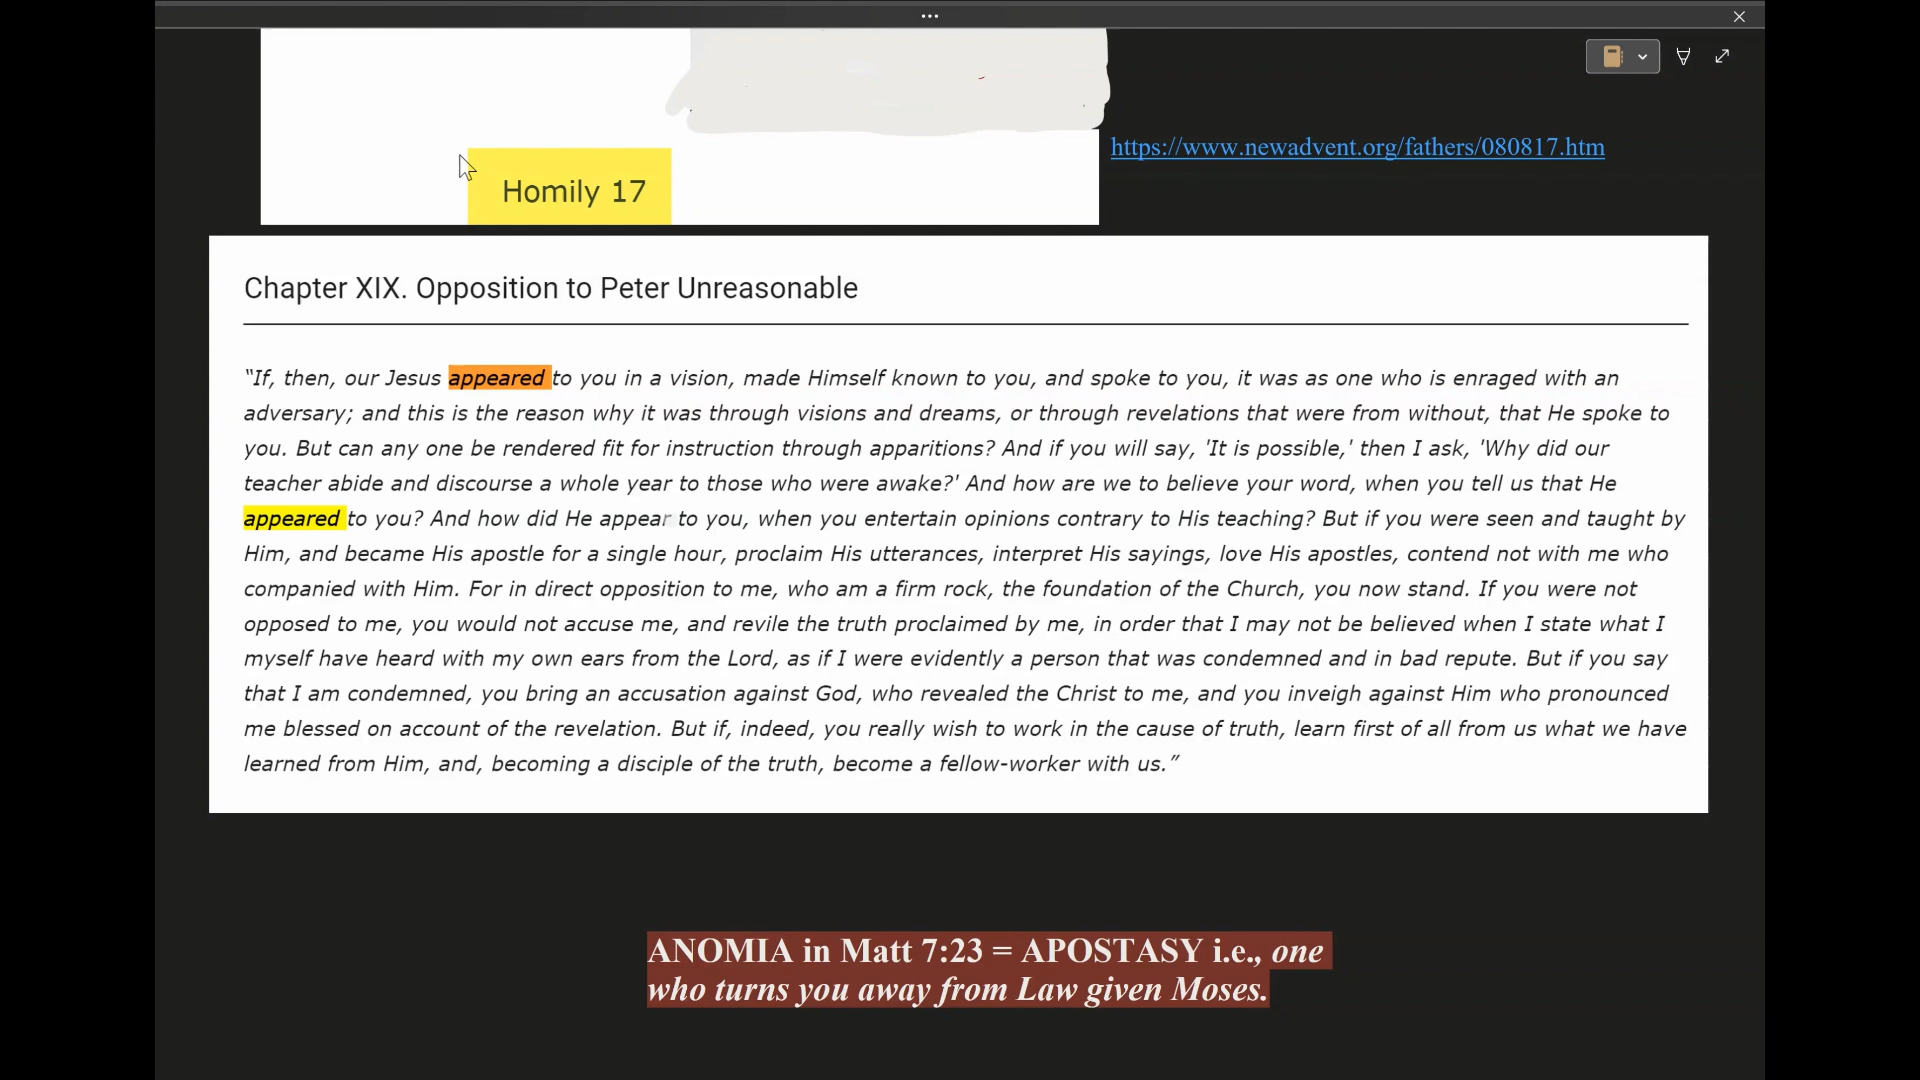 https://www.newadvent.org/fathers/080817.htm
Homily 17
Chapter XIX. Opposition to Peter Unreasonable
“If, then, our Jesus appeared to you in a vision, made Himself known to you, and spoke to you, it was as one who is enraged with an
adversary; and this is the reason why it was through visions and dreams, or through revelations that were from without, that He spoke to
you. But can any one be rendered fit for instruction through apparitions? And if you will say, 'It is possible,' then I ask, 'Why did our
teacher abide and discourse a whole year to those who were awake?' And how are we to believe your word, when you tell us that He
appeared to you? And how did He appear to you, when you entertain opinions contrary to His teaching? But if you were seen and taught by
Him, and became His apostle for a single hour, proclaim His utterances, interpret His sayings, love His apostles, contend not with me who
companied with Him. For in direct opposition to me, who am a firm rock, the foundation of the Church, you now stand. If you were not
opposed to me, you would not accuse me, and revile the truth proclaimed by me, in order that I may not be believed when I state what I
myself have heard with my own ears from the Lord, as if I were evidently a person that was condemned and in bad repute. But if you say
that I am condemned, you bring an accusation against God, who revealed the Christ to me, and you inveigh against Him who pronounced
me blessed on account of the revelation. But if, indeed, you really wish to work in the cause of truth, learn first of all from us what we have
learned from Him, and, becoming a disciple of the truth, become a fellow-worker with us.”
ANOMIA in Matt 7:23 = APOSTASY i.e., one
who turns you away from Law given Moses.